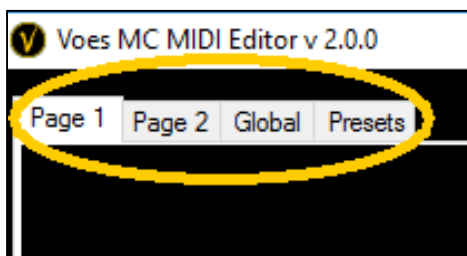 V Voes MC MIDI Editor v 2.0.0
Page 1 Page 2 Global Presets